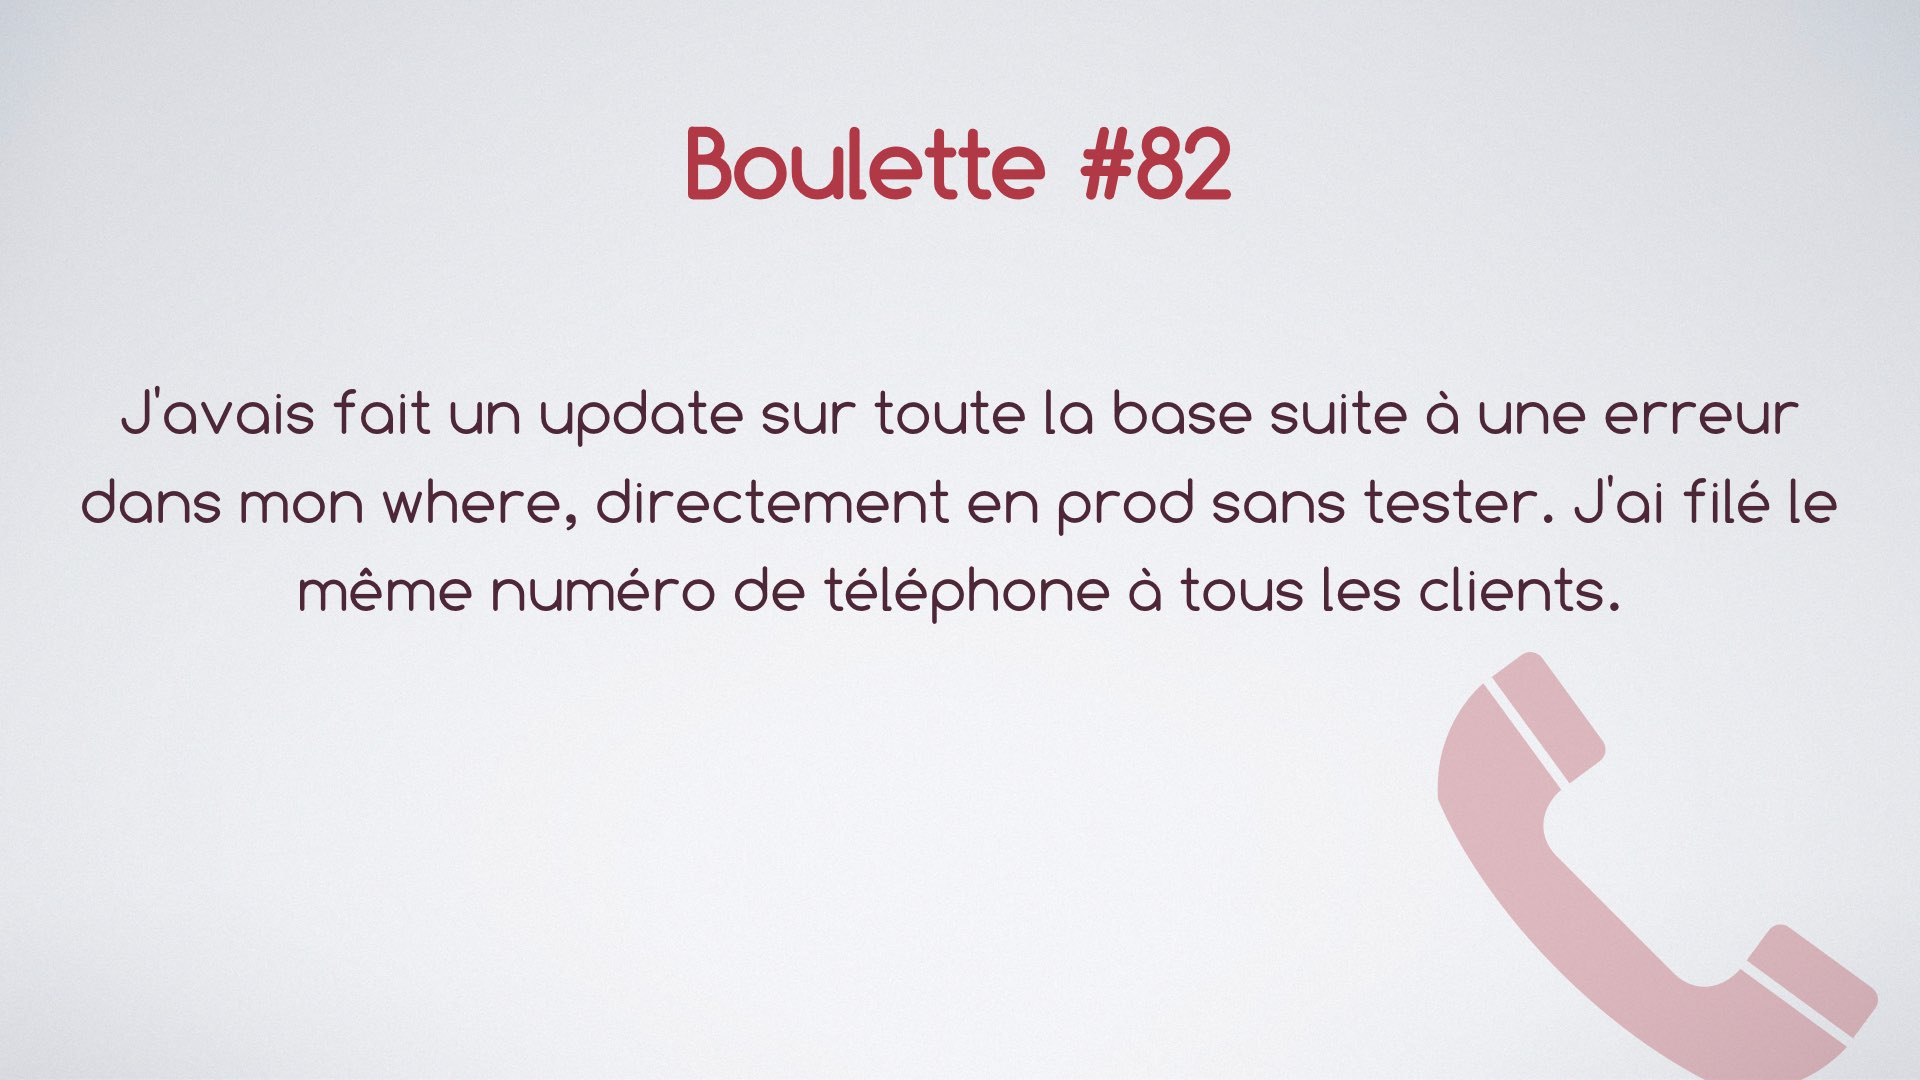 Boulette #82
J'avais fait un update sur toute la base suite à une erreur
dans mon where, directement en prod sans tester. J'ai filé le
même numéro de téléphone à tous les clients.